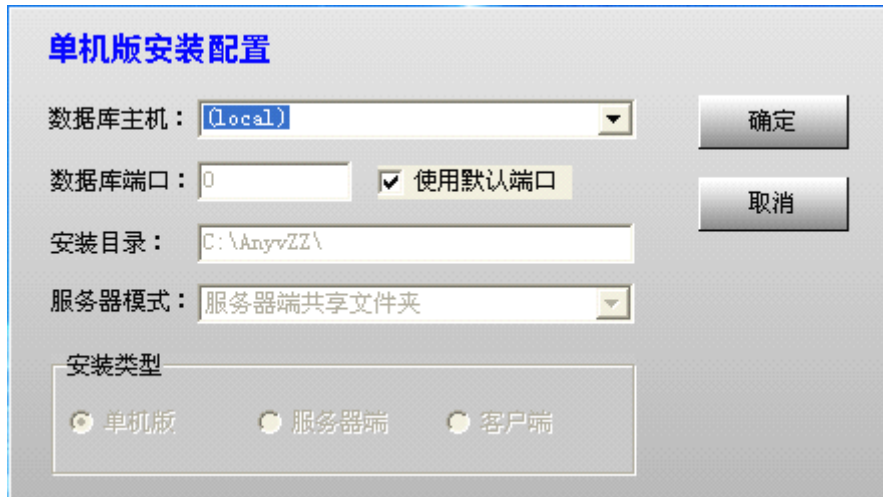 单机版安装配置
数据库主机： (local)
确定
数据库端口： 0 使用默认端口
取消
安装目录： C:\AnyvZZ\
服务器模式： 服务器端共享文件夹
安装类型
单机版 服务器端 客户端